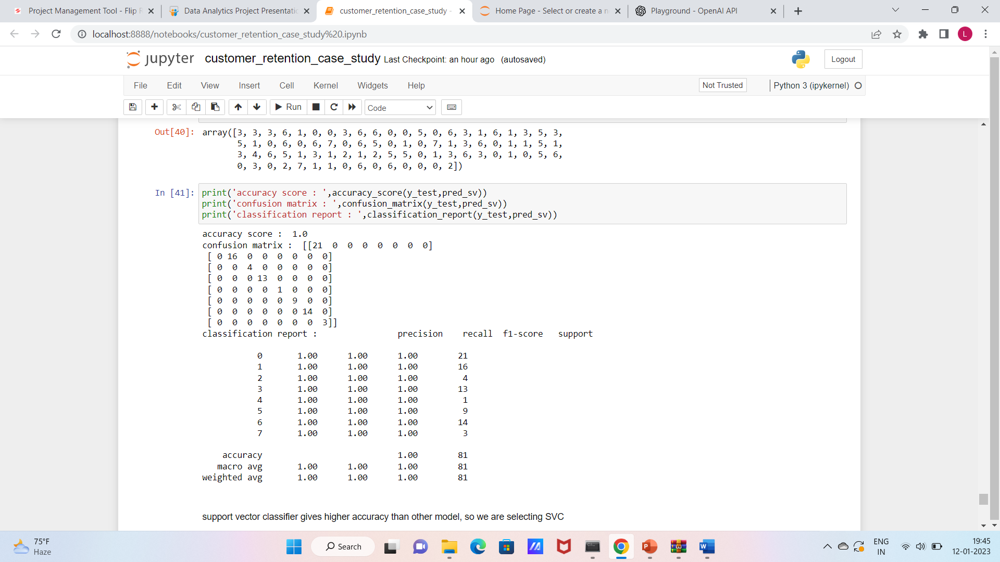 Project Management Tool - Flip R
Data Analytics Project Presentatio
customer_retention_case_study -
Home Page - Select or create a n
Playground - OpenAI API
localhost:8888/notebooks/customer_retention_case_study%20.ipynb
L
jupyter customer_retention_case_study Last Checkpoint: an hour ago (autosaved)
Logout
File Edit View Insert Cell Kernel Widgets Help
Not Trusted
Python 3 (ipykernel)
Run
Code
Out[40]: array([3, 3, 3, 6, 1, 0, 0, 3, 6, 6, 0, 0, 5, 0, 6, 3, 1, 6, 1, 3, 5, 3,
5, 1, 0, 6, 0, 6, 7, 0, 6, 5, 0, 1, 0, 7, 1, 3, 6, 0, 1, 1, 5, 1,
3, 4, 6, 5, 1, 3, 1, 2, 1, 2, 5, 5, 0, 1, 3, 6, 3, 0, 1, 0, 5, 6,
0, 3, 0, 2, 7, 1, 1, 0, 6, 0, 6, 0, 0, 0, 2])
In [41]: print('accuracy score : ',accuracy_score(y_test,pred_sv))
print('confusion matrix : ',confusion_matrix(y_test,pred_sv))
print('classification report : ',classification_report(y_test,pred_sv))
accuracy score :  1.0
confusion matrix :  [[21  0  0  0  0  0  0  0]
[ 0 16  0  0  0  0  0  0]
[ 0  0  4  0  0  0  0  0]
[ 0  0  0 13  0  0  0  0]
[ 0  0  0  0  1  0  0  0]
[ 0  0  0  0  0  9  0  0]
[ 0  0  0  0  0  0 14  0]
[ 0  0  0  0  0  0  0  3]]
classification report :                precision    recall  f1-score   support
0       1.00      1.00      1.00        21
1       1.00      1.00      1.00        16
2       1.00      1.00      1.00         4
3       1.00      1.00      1.00        13
4       1.00      1.00      1.00         1
5       1.00      1.00      1.00         9
6       1.00      1.00      1.00        14
7       1.00      1.00      1.00         3
accuracy                           1.00        81
macro avg       1.00      1.00      1.00        81
weighted avg       1.00      1.00      1.00        81
support vector classifier gives higher accuracy than other model, so we are selecting SVC
75°F
Haze
Search
ENG
IN
19:45
12-01-2023